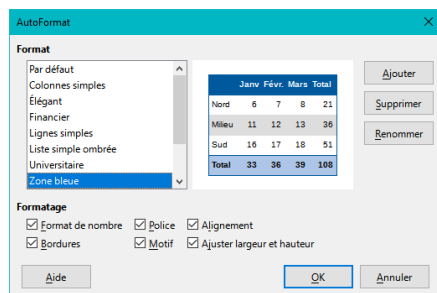 AutoFormat
Format
Par défaut
Colonnes simples
Élégant
Financier
Lignes simples
Liste simple ombrée
Universitaire
Zone bleue
Janv Févr. Mars Total
Nord 6 7 8 21
Milieu 11 12 13 36
Sud 16 17 18 51
Total 33 36 39 108
Ajouter
Supprimer
Renommer
Formatage
Format de nombre Police Alignement
Bordures Motif Ajuster largeur et hauteur
Aide OK Annuler